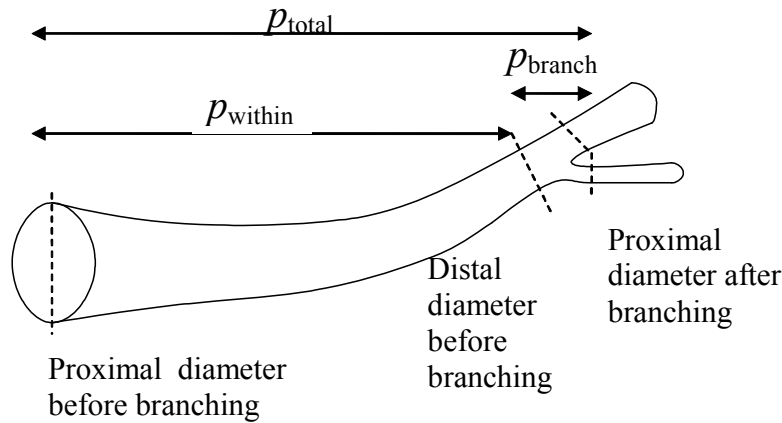 p_total
p_branch
p_within
Distal
diameter
before
branching
Proximal
diameter after
branching
Proximal diameter
before branching